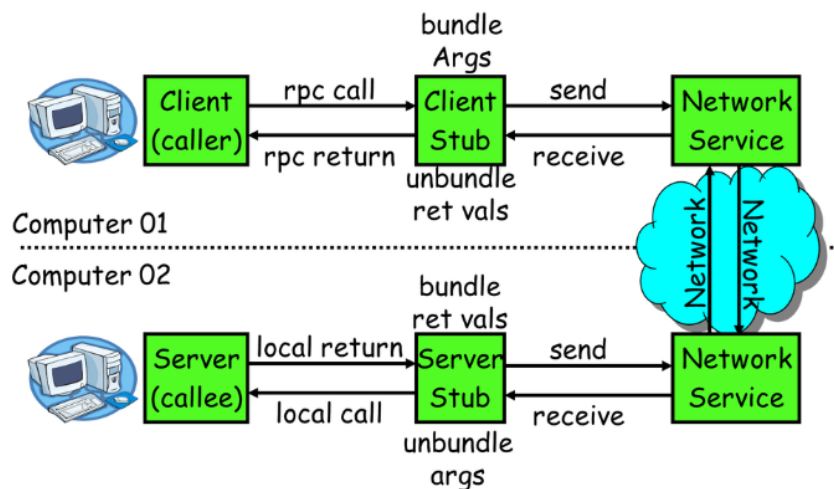 bundle
Args
Client
(caller)
rpc call
rpc return
Client
Stub
unbundle
ret vals
send
receive
Network
Service
Computer 01
Network
Network
Computer 02
bundle
ret vals
Server
(callee)
local return
local call
Server
Stub
unbundle
args
send
receive
Network
Service